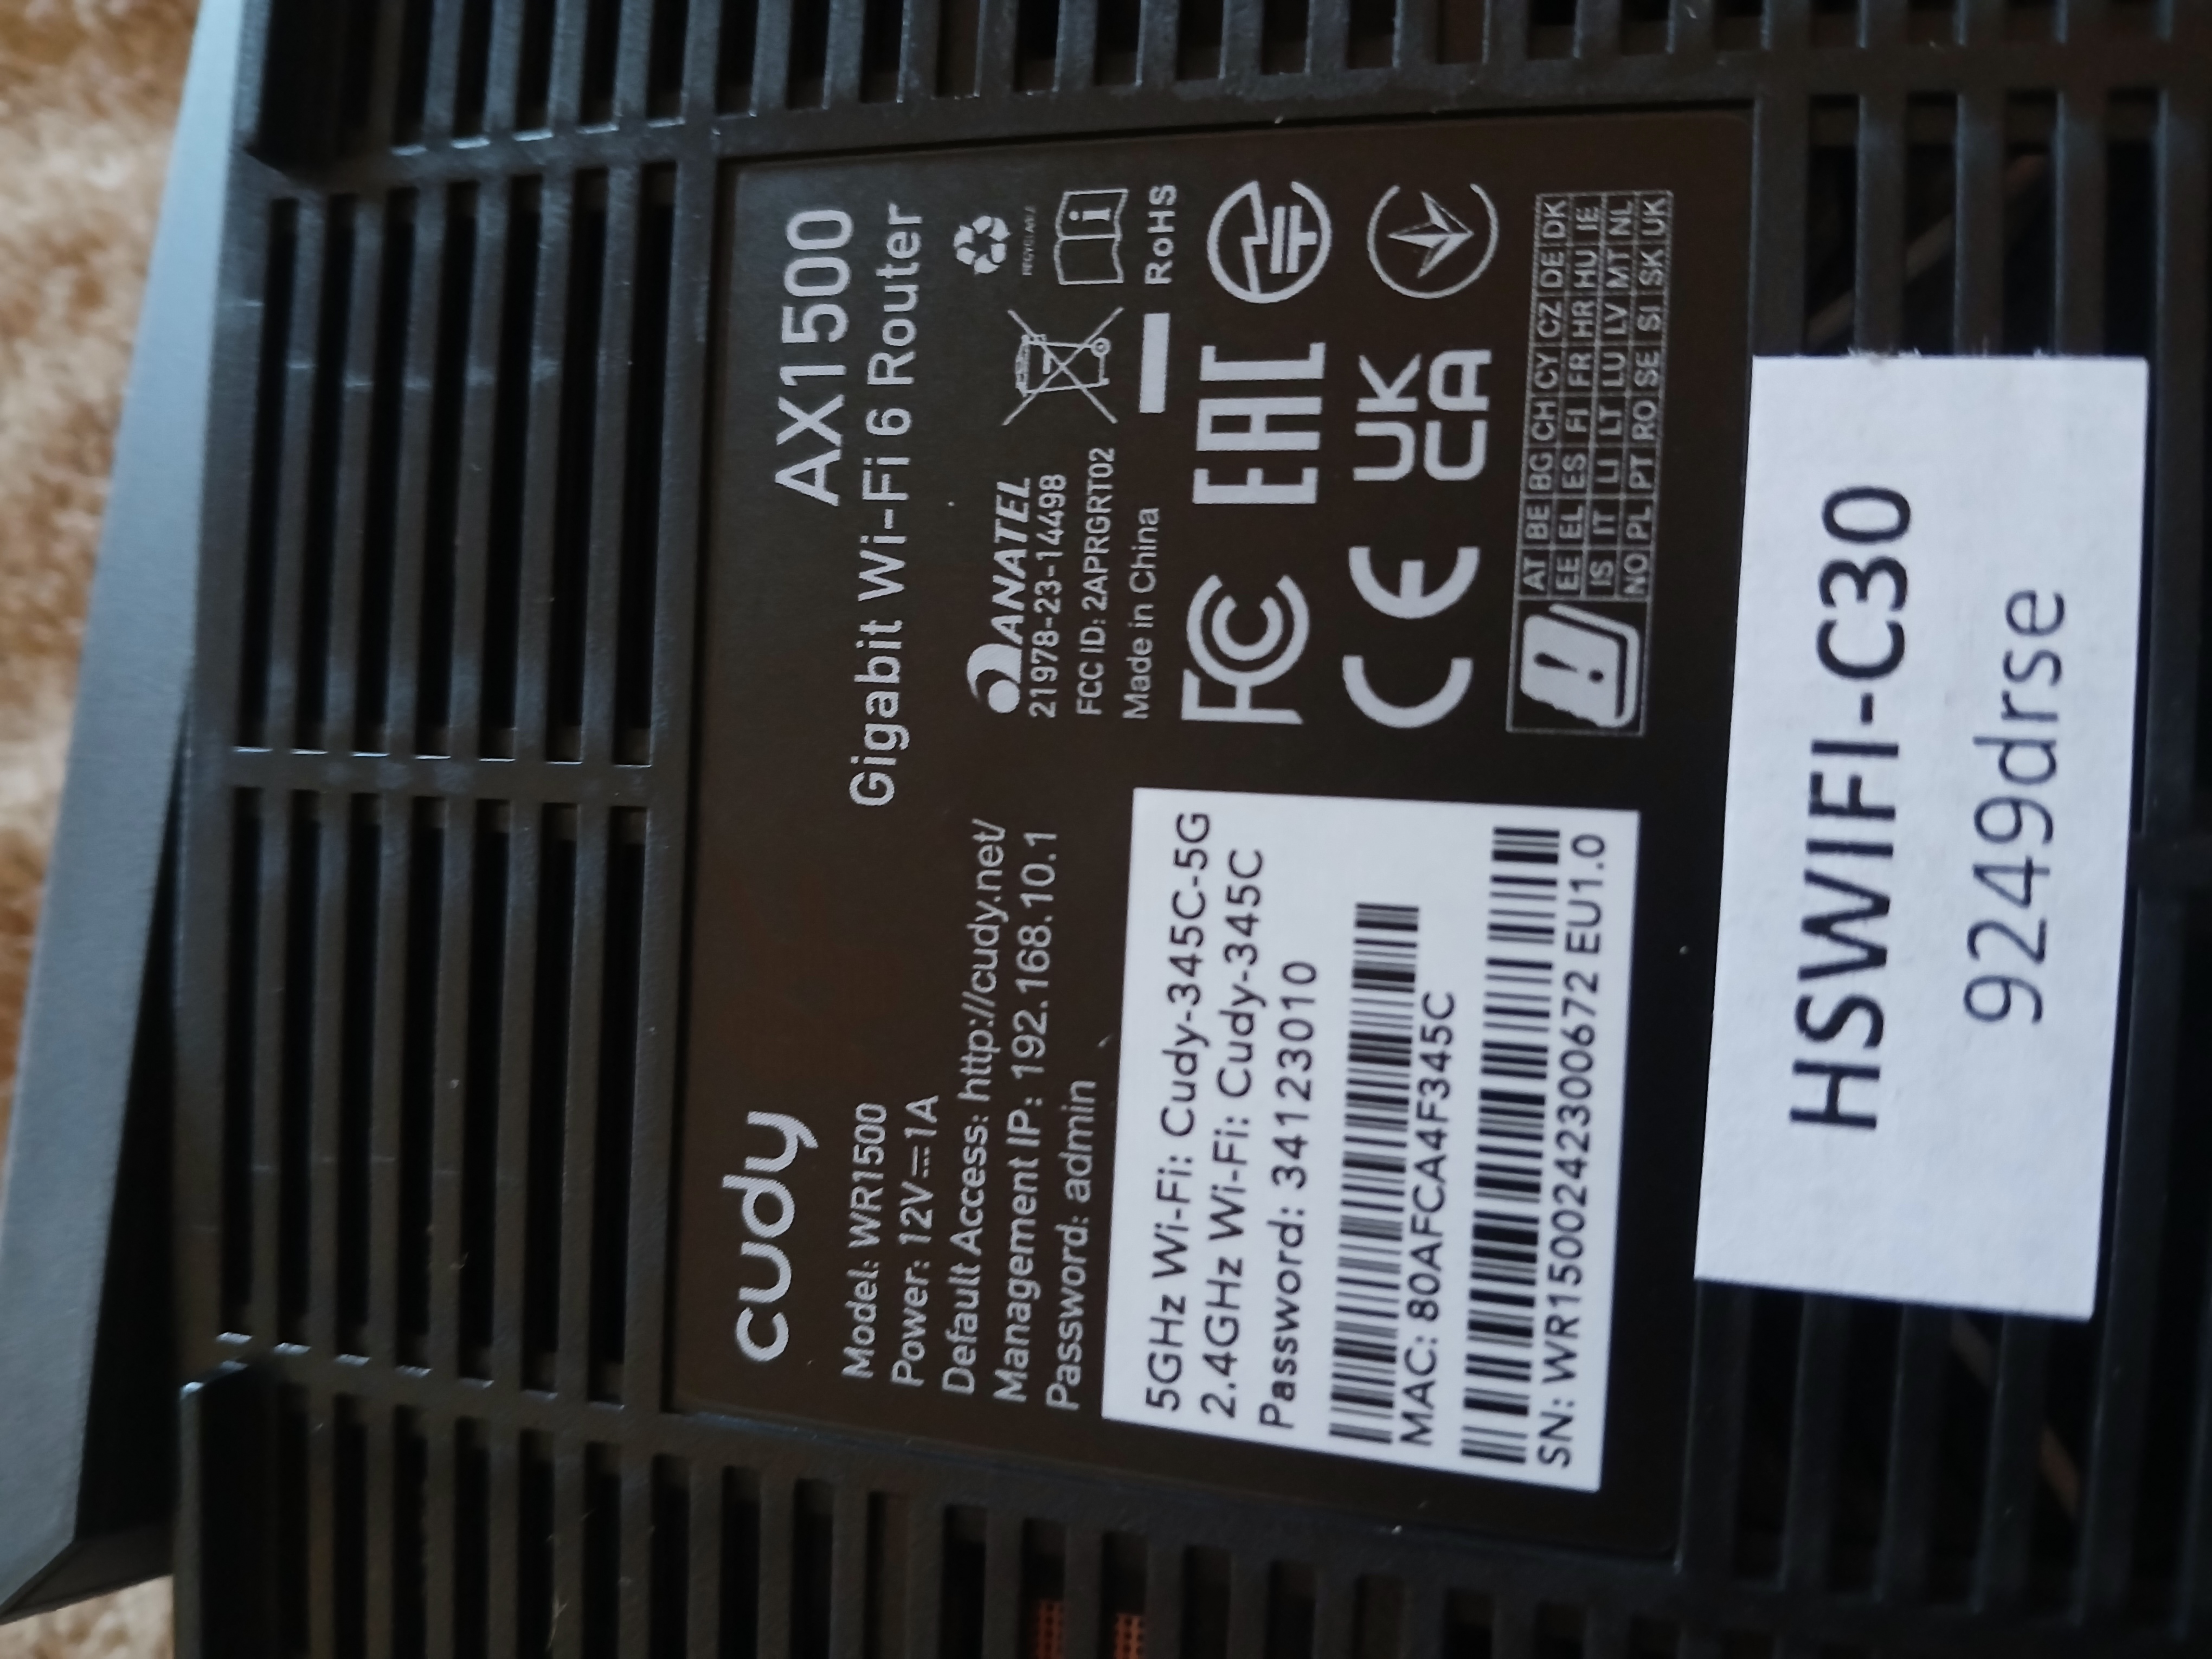 cudy
AX1500
Gigabit Wi-Fi 6 Router
Model: WR1500
Power: 12V⎓1A
Default Access: http://cudy.net/
Management IP: 192.168.10.1
Password: admin
ANATEL
21978-23-14498
FCC ID: 2APRGRT02
Made in China
RECYCLABLE
i
RoHS
FC
EAC
CE
UK
CA
!
AT BE BG CH CY CZ DE DK
EE EL ES FI FR HR HU IE
IS IT LI LT LU LV MT NL
NO PL PT RO SE SI SK UK
5GHz Wi-Fi: Cudy-345C-5G
2.4GHz Wi-Fi: Cudy-345C
Password: 34123010
MAC: 80AFCA4F345C
SN: WR1500242300672 EU1.0
HSWIFI-C30
9249drse